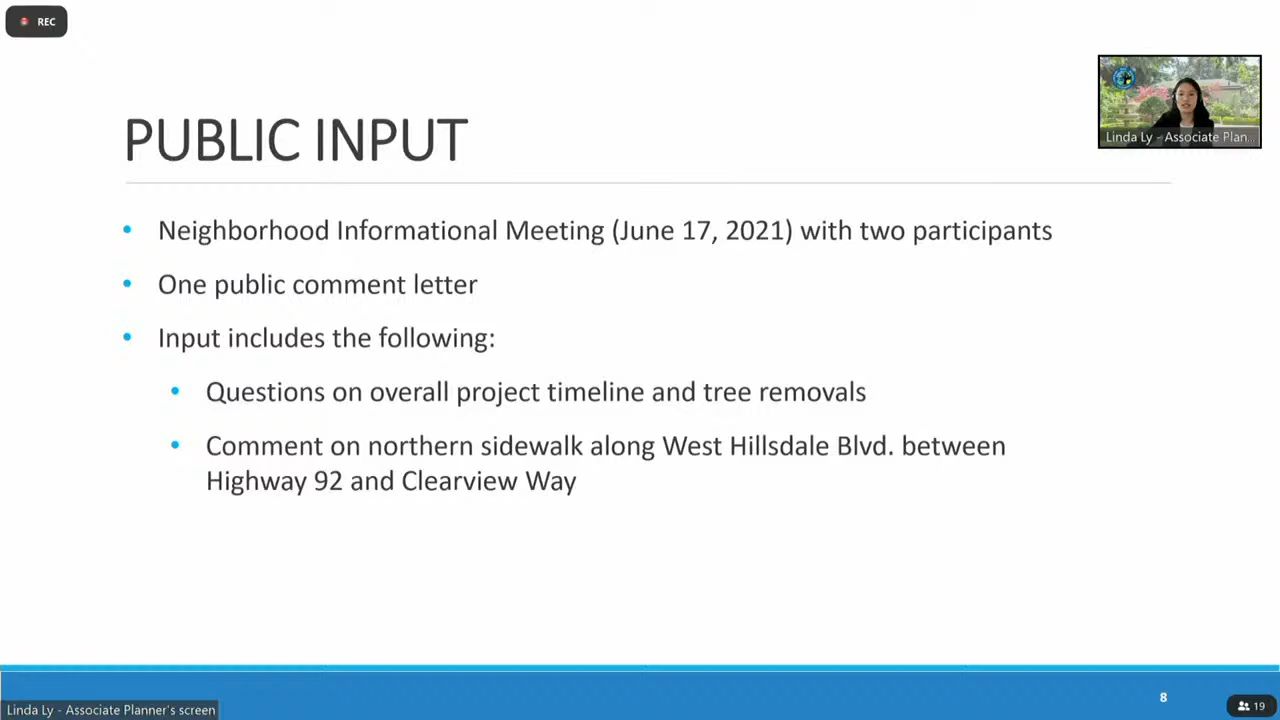 REC
Linda Ly - Associate Plan...
PUBLIC INPUT
• Neighborhood Informational Meeting (June 17, 2021) with two participants
• One public comment letter
• Input includes the following:
• Questions on overall project timeline and tree removals
• Comment on northern sidewalk along West Hillsdale Blvd. between
Highway 92 and Clearview Way
8
Linda Ly - Associate Planner's screen
19